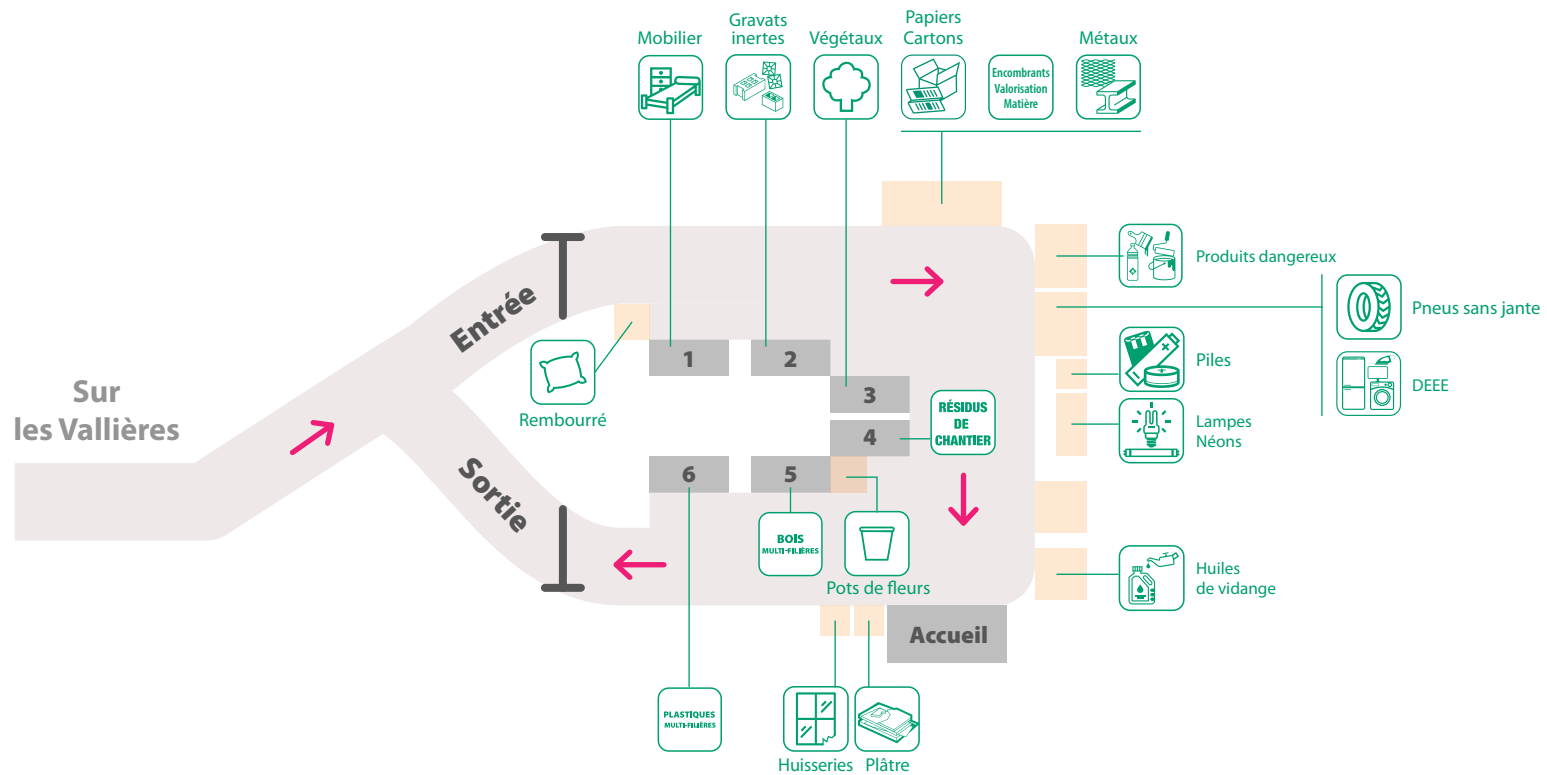 Mobilier
Gravats
inertes
Végétaux
Papiers
Cartons
Encombrants
Valorisation
Matière
Métaux
Produits dangereux
Pneus sans jante
Piles
DEEE
Lampes
Néons
Huiles
de vidange
Entrée
Sur
les Vallières
Sortie
Rembourré
1
2
3
4
RÉSIDUS
DE
CHANTIER
6
5
BOIS
MULTI-FILIÈRES
Pots de fleurs
Accueil
PLASTIQUES
MULTI-FILIÈRES
Huisseries
Plâtre